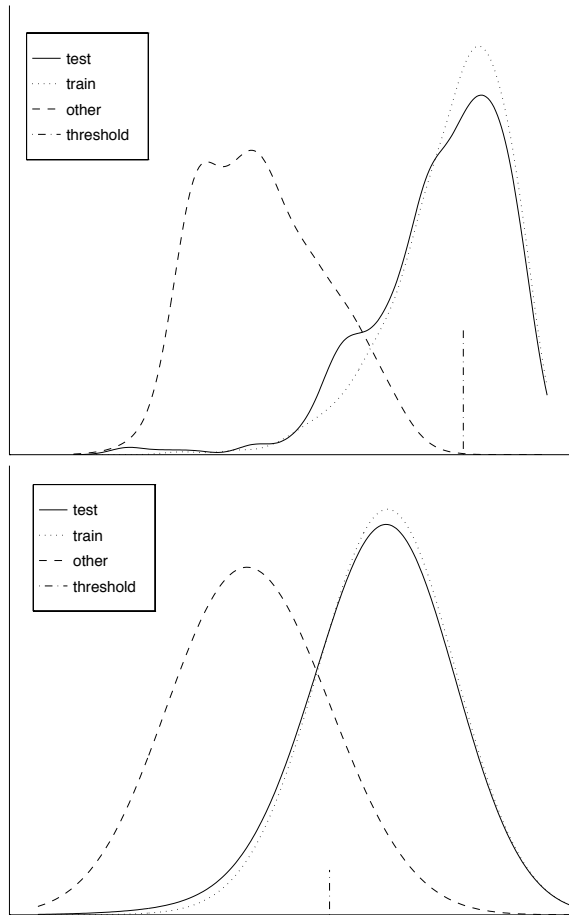 test
train
other
threshold
test
train
other
threshold